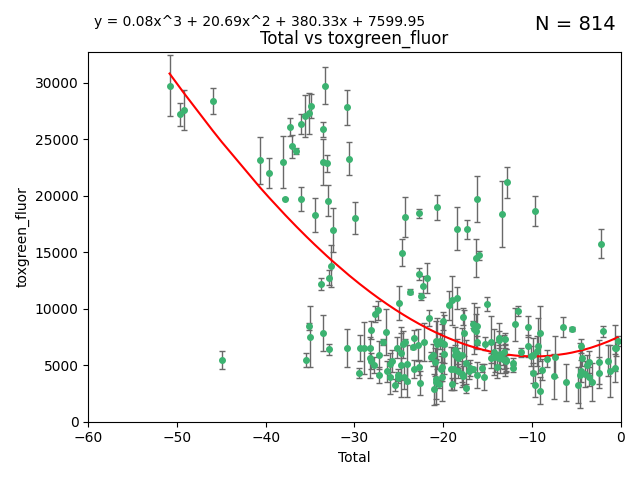 y = 0.08x^3 + 20.69x^2 + 380.33x + 7599.95
N = 814
Total vs toxgreen_fluor
toxgreen_fluor
30000
25000
20000
15000
10000
5000
0
−60
−50
−40
−30
−20
−10
0
Total